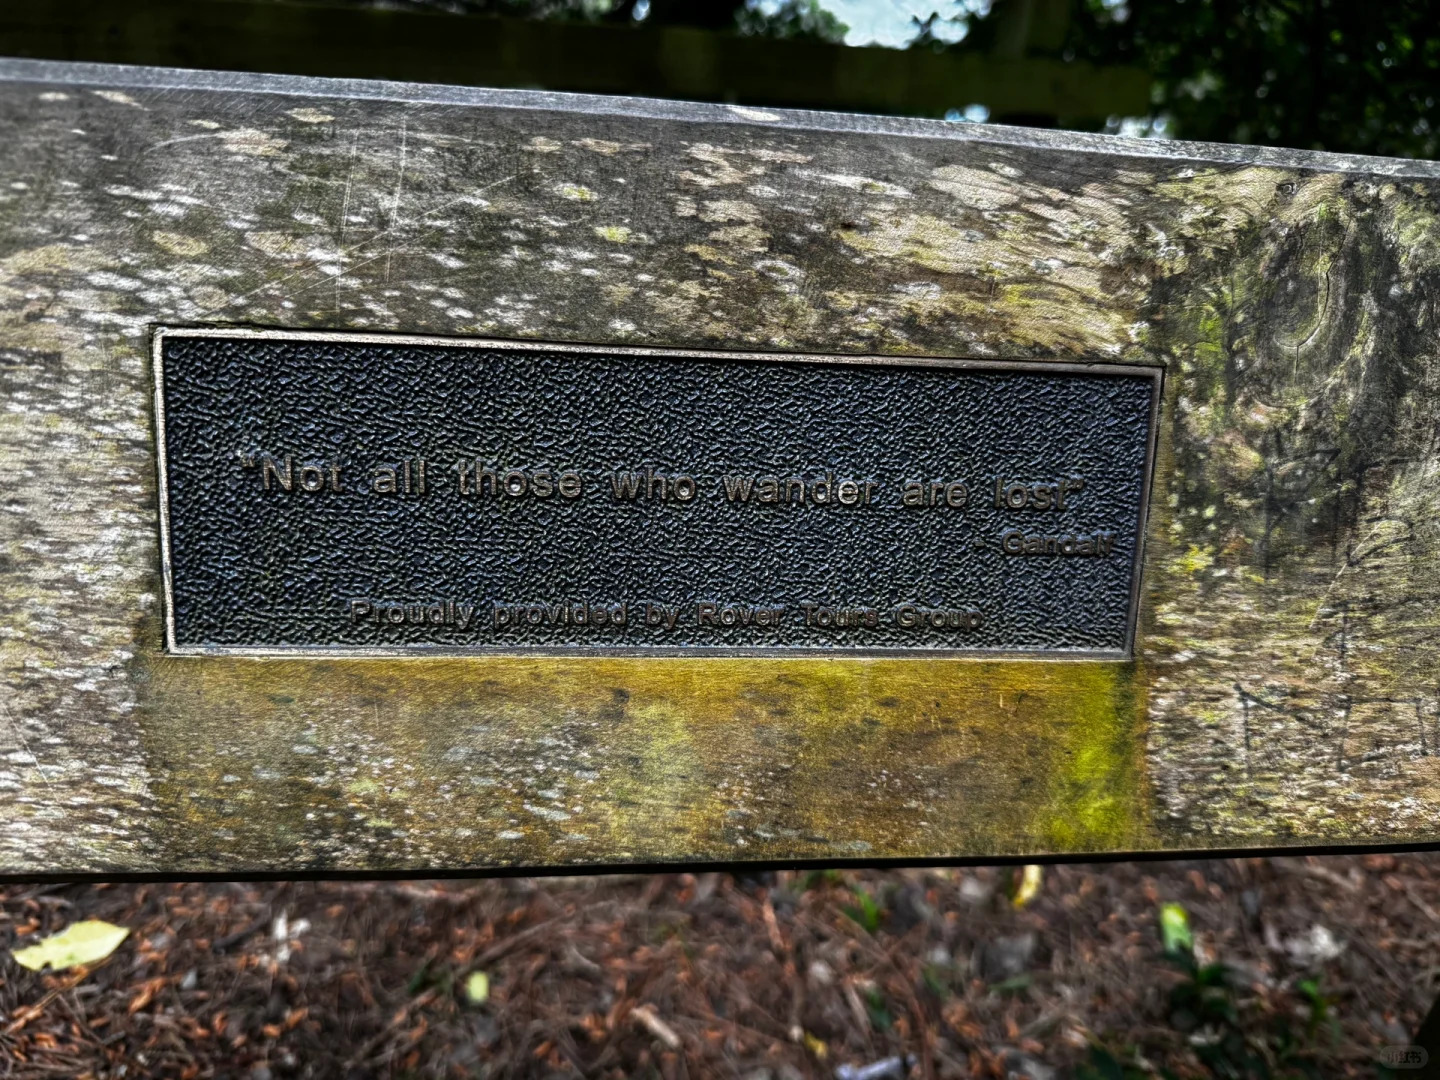 "Not all those who wander are lost"
- Gandalf
Proudly provided by Rover Tours Group